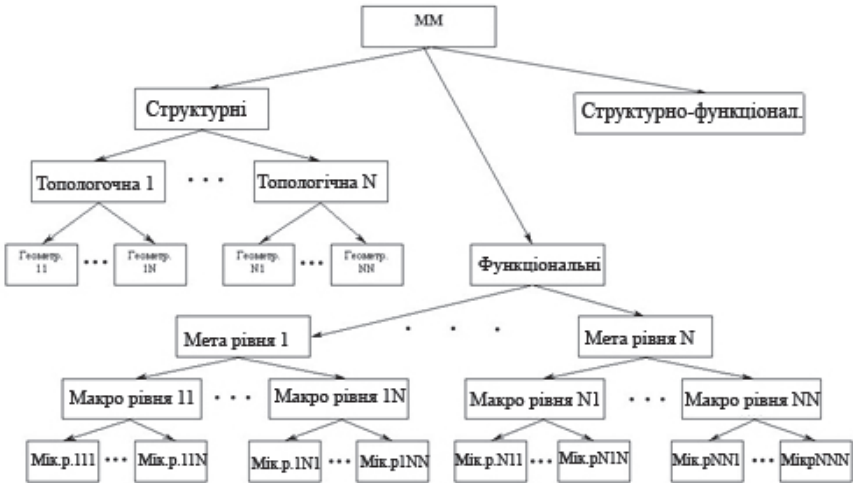 ММ
Структурні
Структурно-функціонал.
Топологочна 1
. . .
Топологічна N
Геометр.
11
...
Геометр.
1N
Геометр.
N1
...
Геометр.
NN
Функціональні
Мета рівня 1
. . .
Мета рівня N
Макро рівня 11
. . .
Макро рівня 1N
Макро рівня N1
. . .
Макро рівня NN
Мік.р.111
...
Мік.р.11N
Мік.р.1N1
...
Мік.р1NN
Мік.р.N11
...
Мік.рN1N
Мік.рNN1
...
МікрNNN